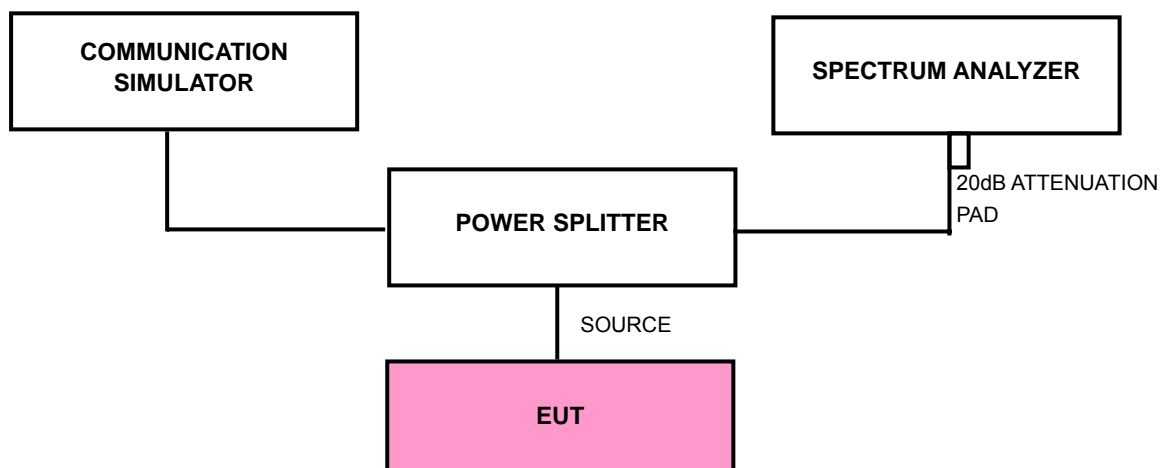 COMMUNICATION
SIMULATOR
SPECTRUM ANALYZER
20dB ATTENUATION
PAD
POWER SPLITTER
SOURCE
EUT